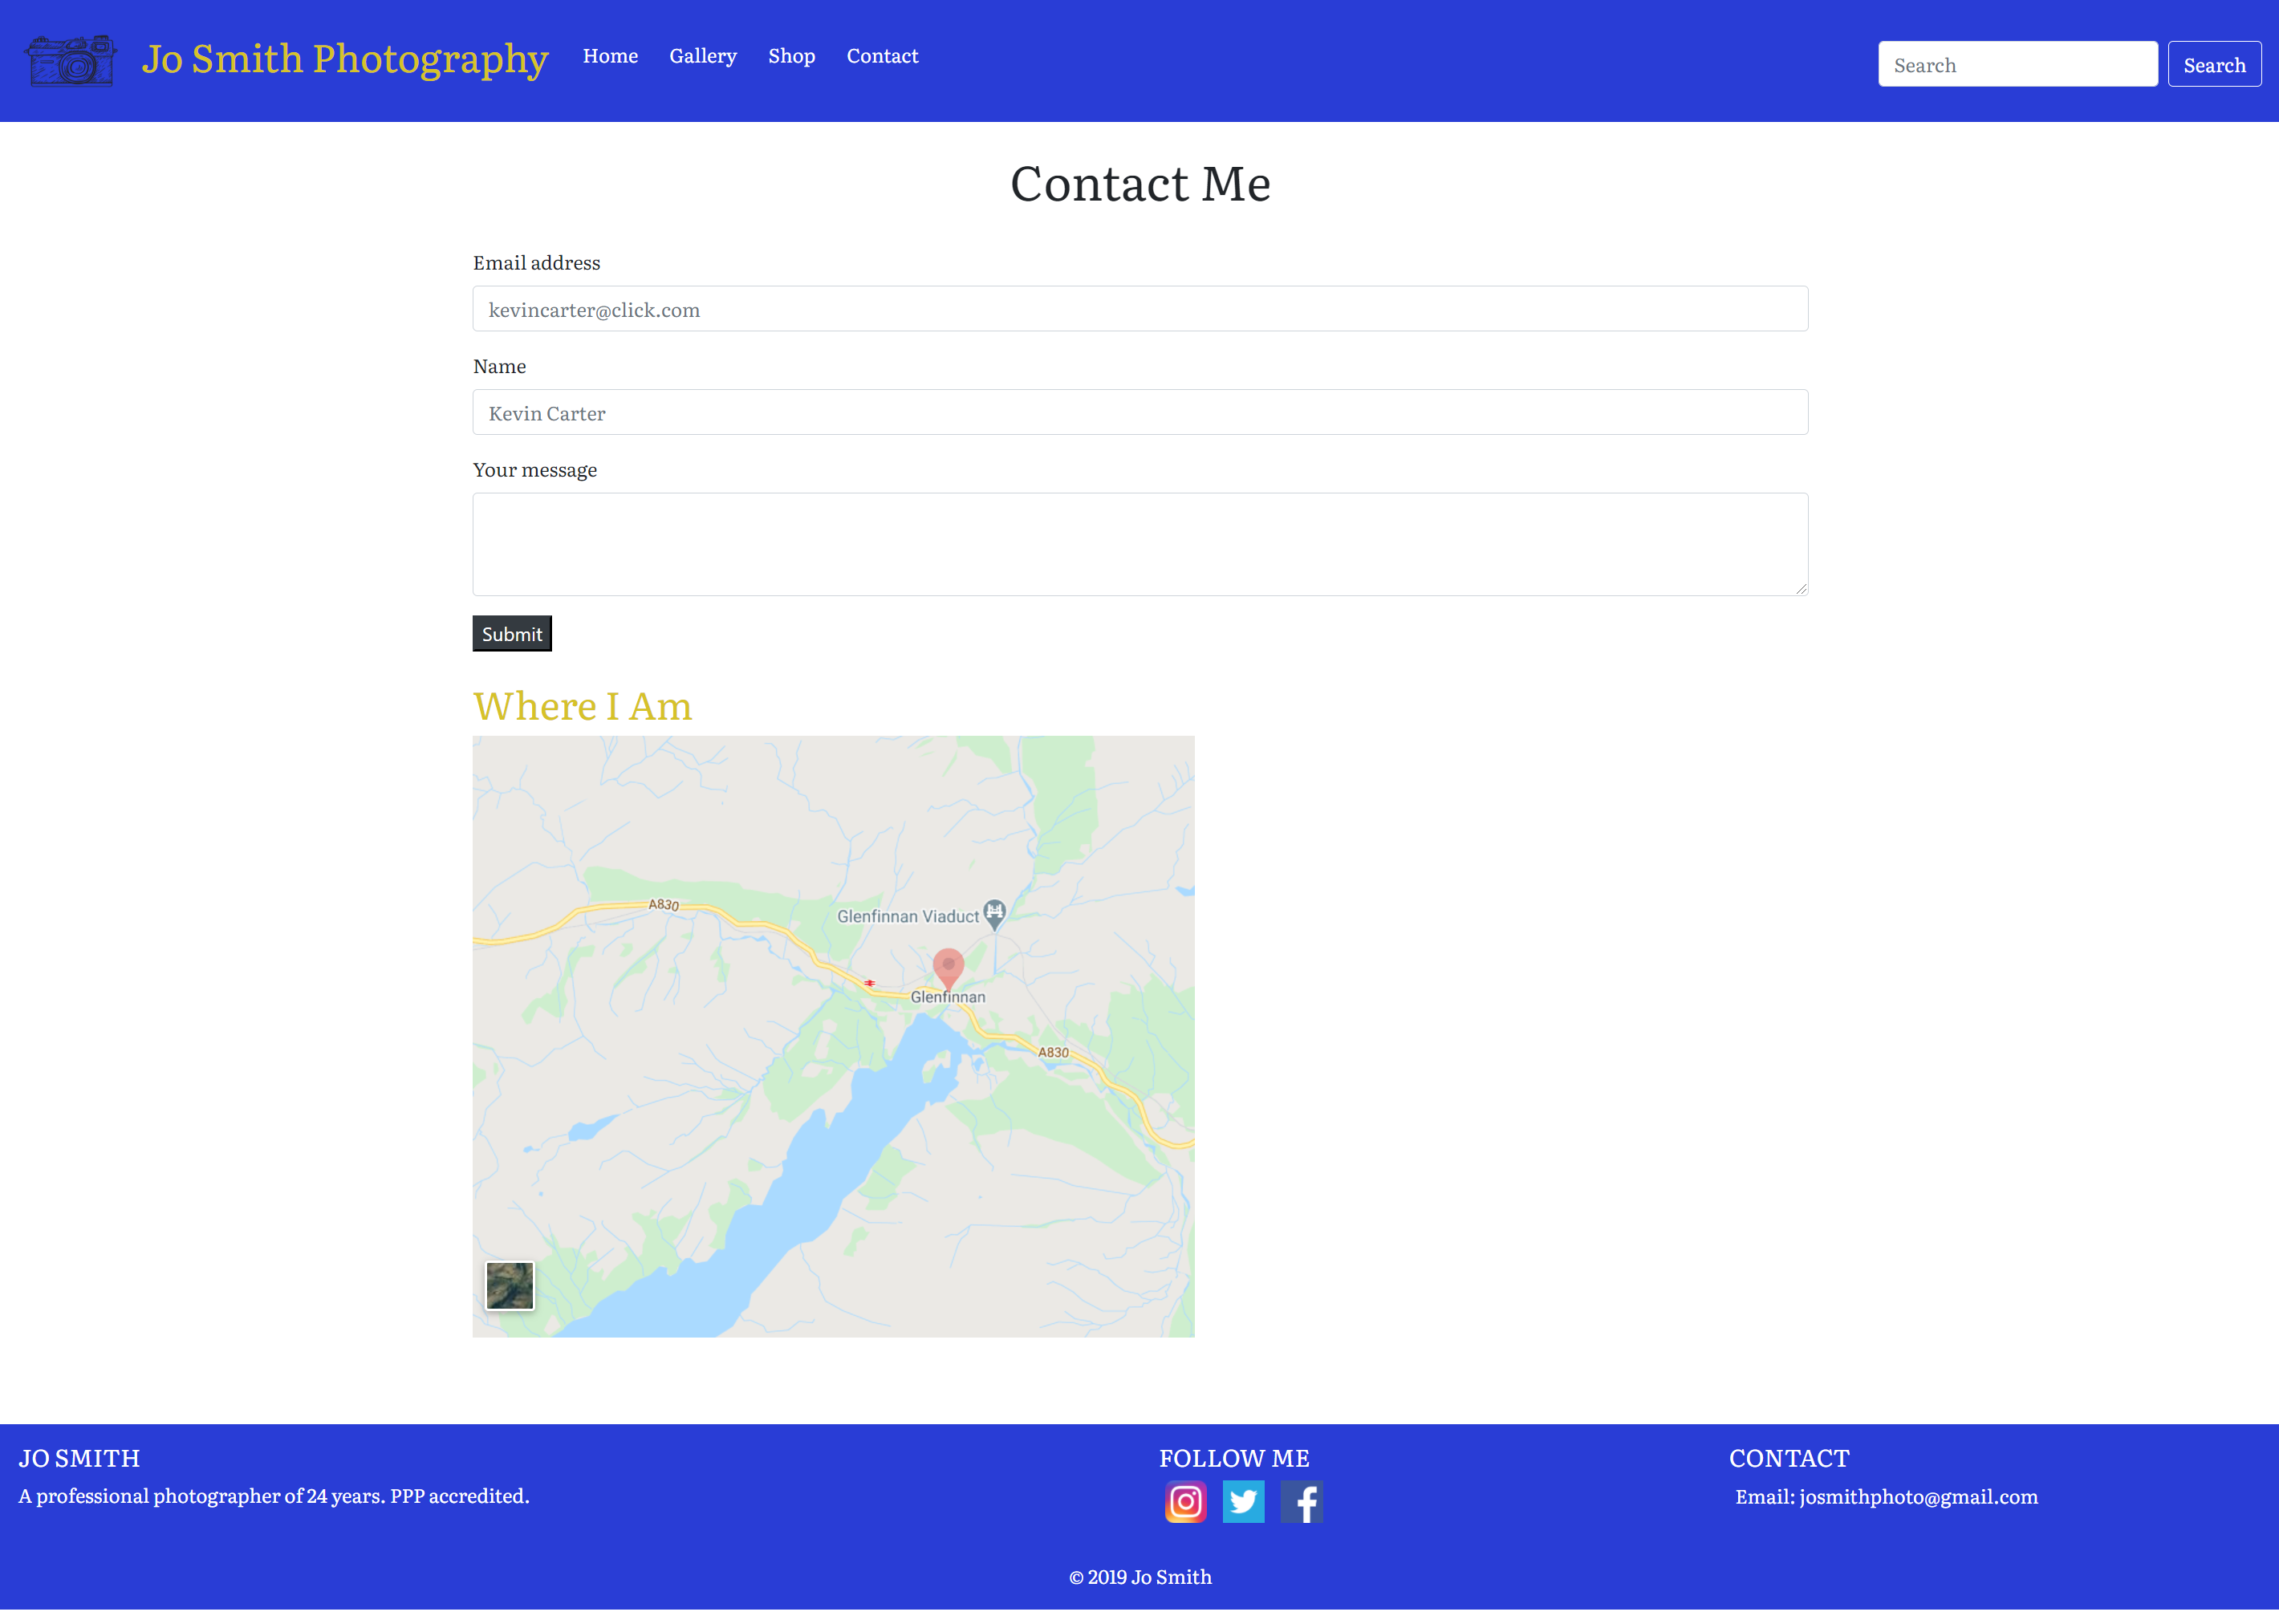 Jo Smith Photography Home Gallery Shop Contact Search Search
Contact Me
Email address
kevincarter@click.com
Name
Kevin Carter
Your message
Submit
Where I Am
A830
Glenfinnan Viaduct
Glenfinnan
A830
JO SMITH
A professional photographer of 24 years. PPP accredited.
FOLLOW ME
CONTACT
Email: josmithphoto@gmail.com
© 2019 Jo Smith